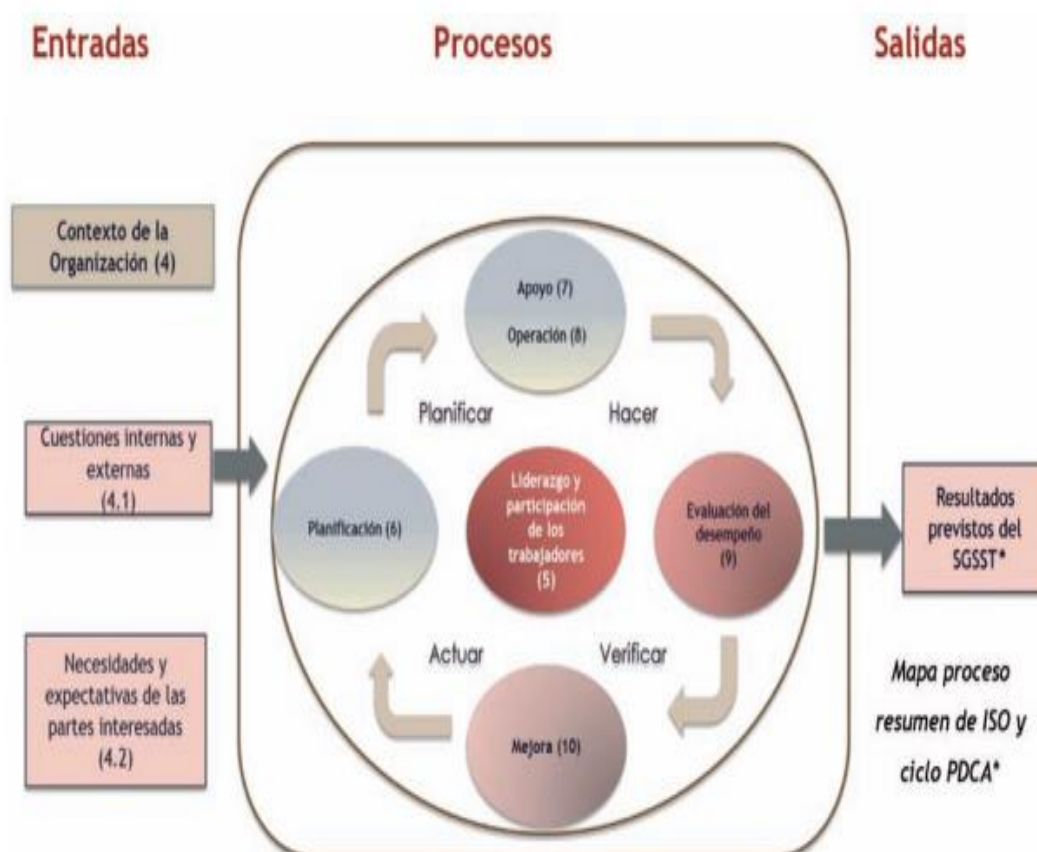 Entradas
Procesos
Salidas
Contexto de la
Organización (4)
Cuestiones internas y
externas
(4.1)
Necesidades y
expectativas de las
partes interesadas
(4.2)
Apoyo (7)
Operación (8)
Planificar
Hacer
Planificación (6)
Liderazgo y
participación
de los
trabajadores
(5)
Evaluación del
desempeño
(9)
Actuar
Verificar
Mejora (10)
Resultados
previstos del
SGSST*
Mapa proceso
resumen de ISO y
ciclo PDCA*